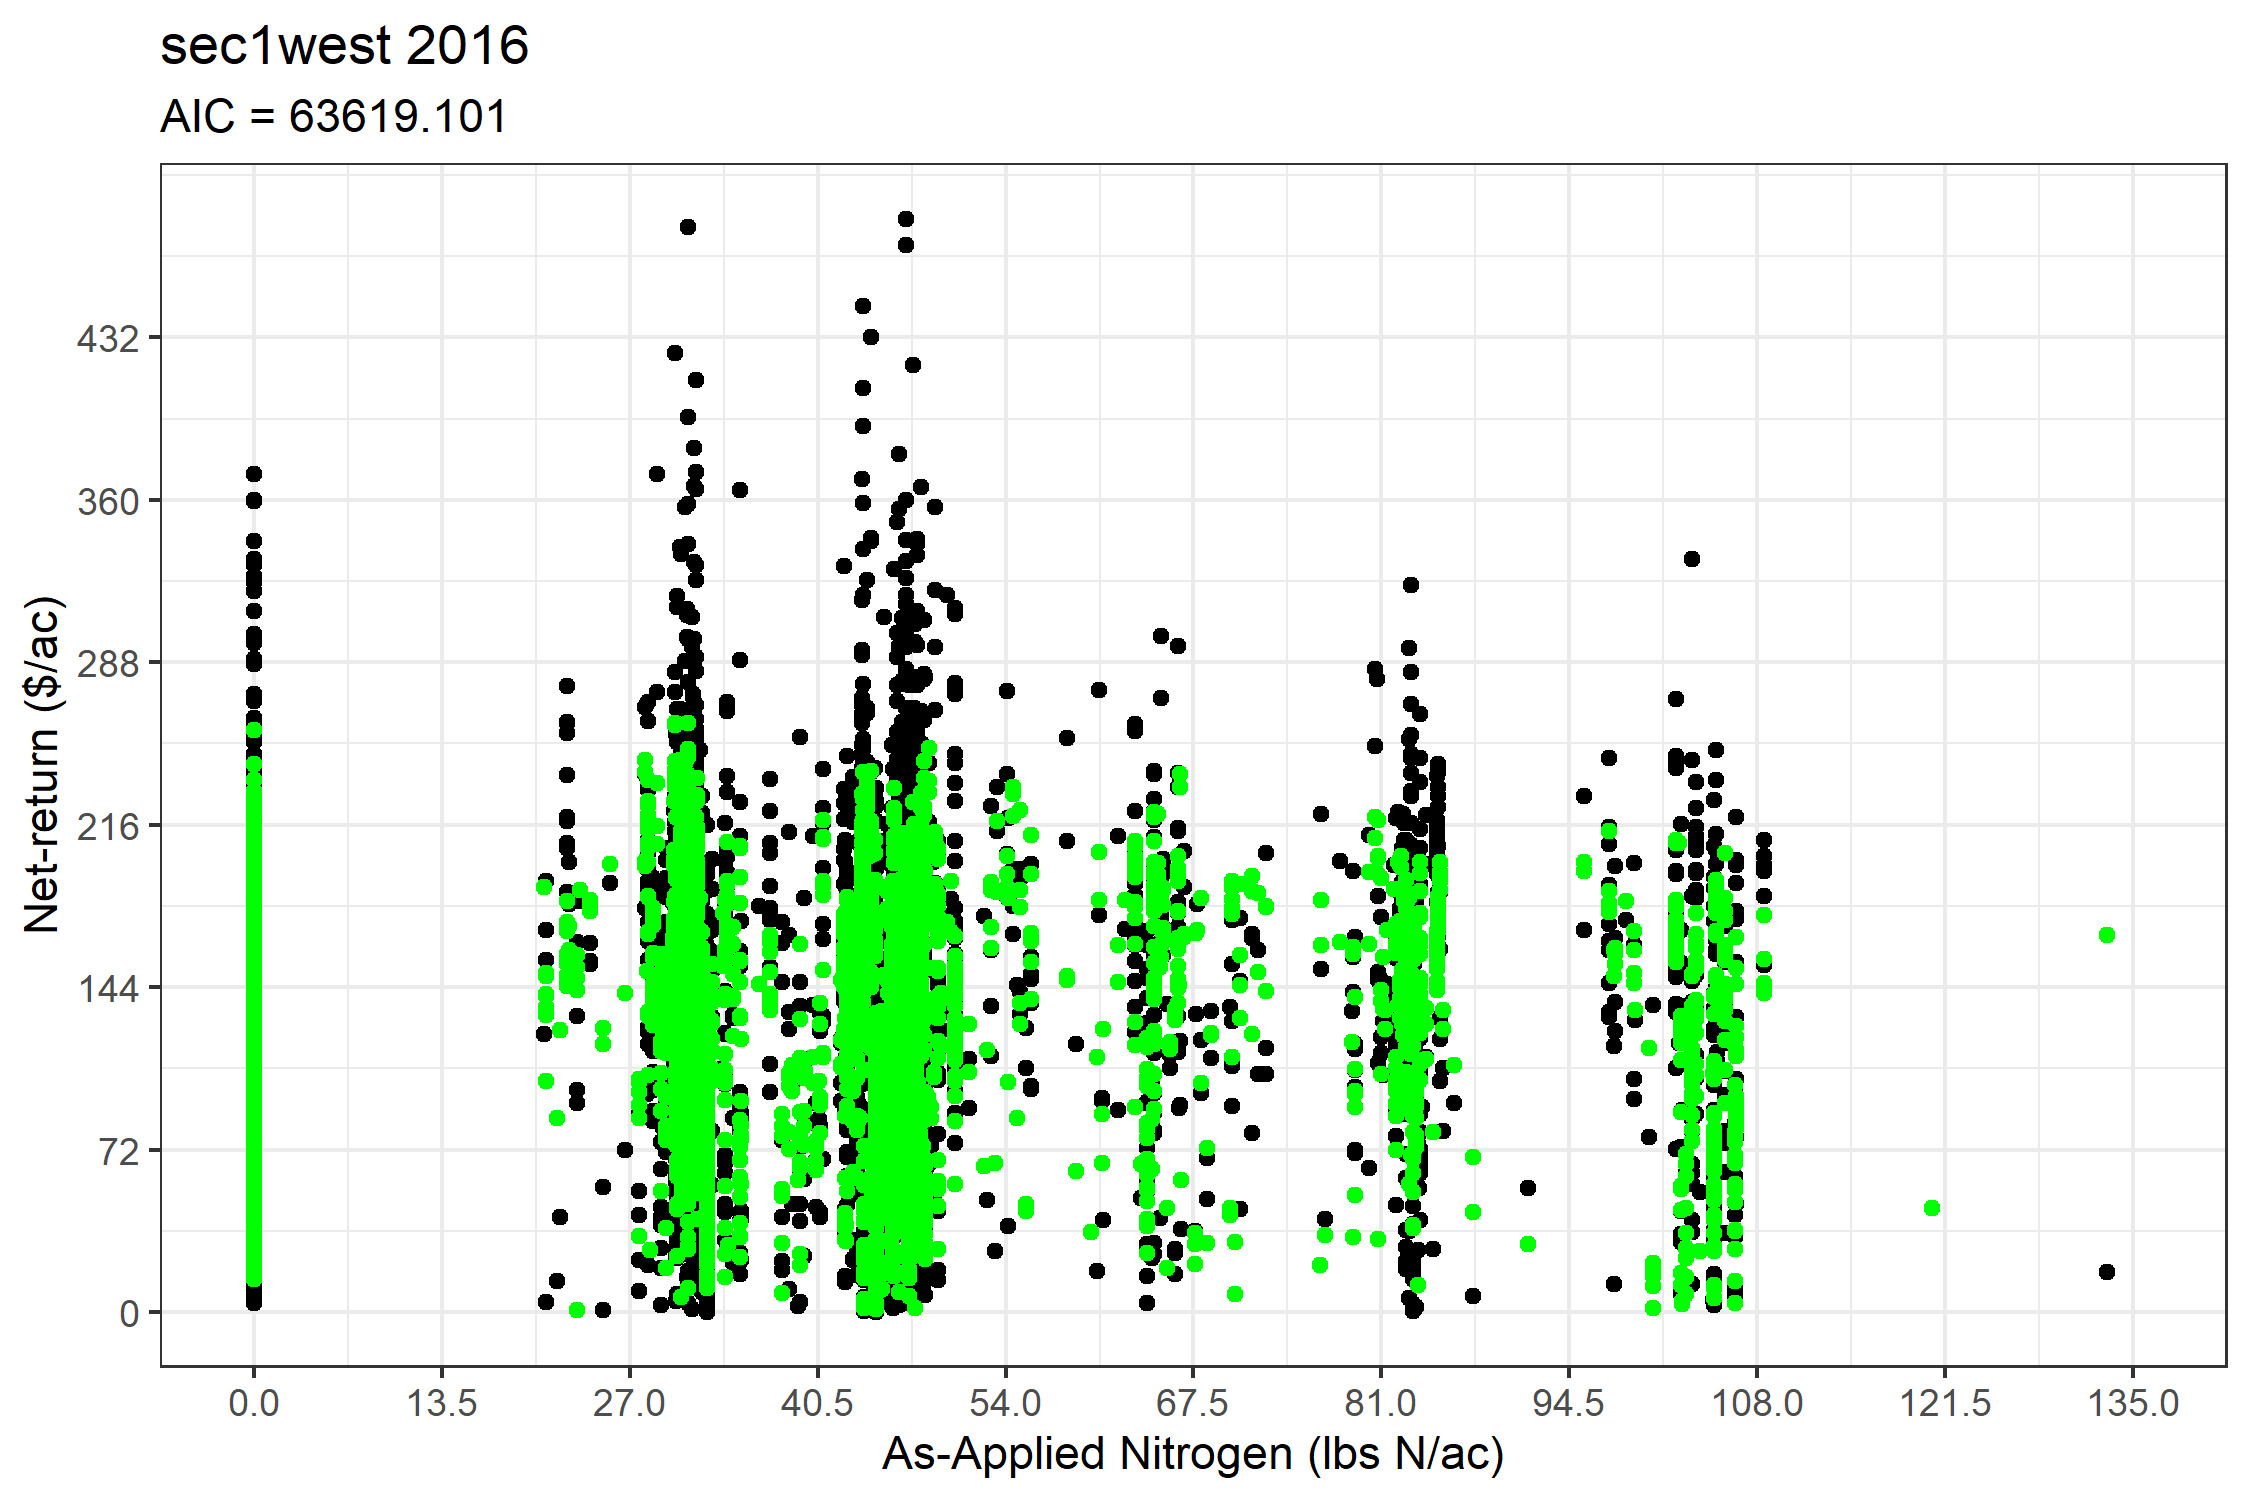 sec1west 2016
AIC = 63619.101
Net-return ($/ac)
432
360
288
216
144
72
0
0.0 13.5 27.0 40.5 54.0 67.5 81.0 94.5 108.0 121.5 135.0
As-Applied Nitrogen (lbs N/ac)